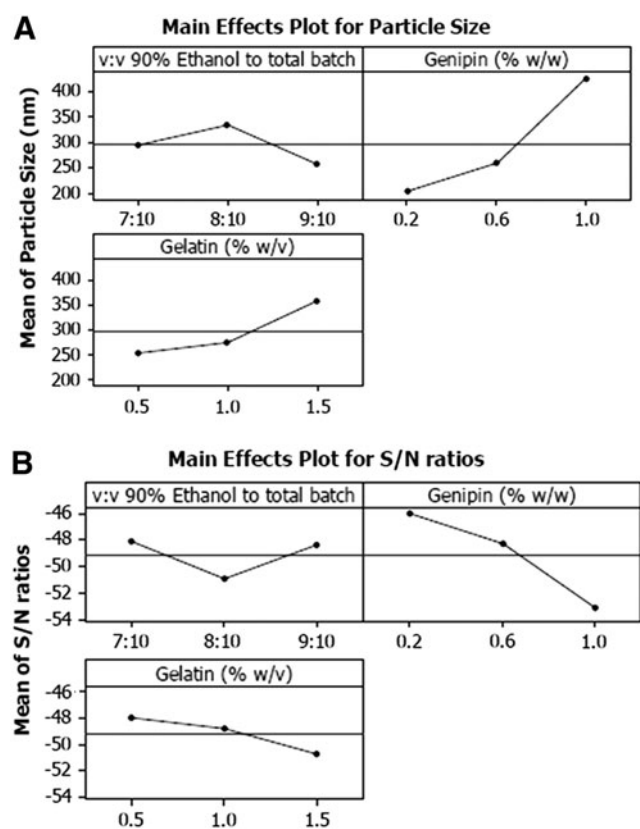 A
Main Effects Plot for Particle Size
v:v 90% Ethanol to total batch
Genipin (% w/w)
Mean of Particle Size (nm)
400
350
300
250
200
7:10 8:10 9:10
0.2 0.6 1.0
Gelatin (% w/v)
400
350
300
250
200
0.5 1.0 1.5
B
Main Effects Plot for S/N ratios
v:v 90% Ethanol to total batch
Genipin (% w/w)
Mean of S/N ratios
-46
-48
-50
-52
-54
7:10 8:10 9:10
0.2 0.6 1.0
Gelatin (% w/v)
-46
-48
-50
-52
-54
0.5 1.0 1.5